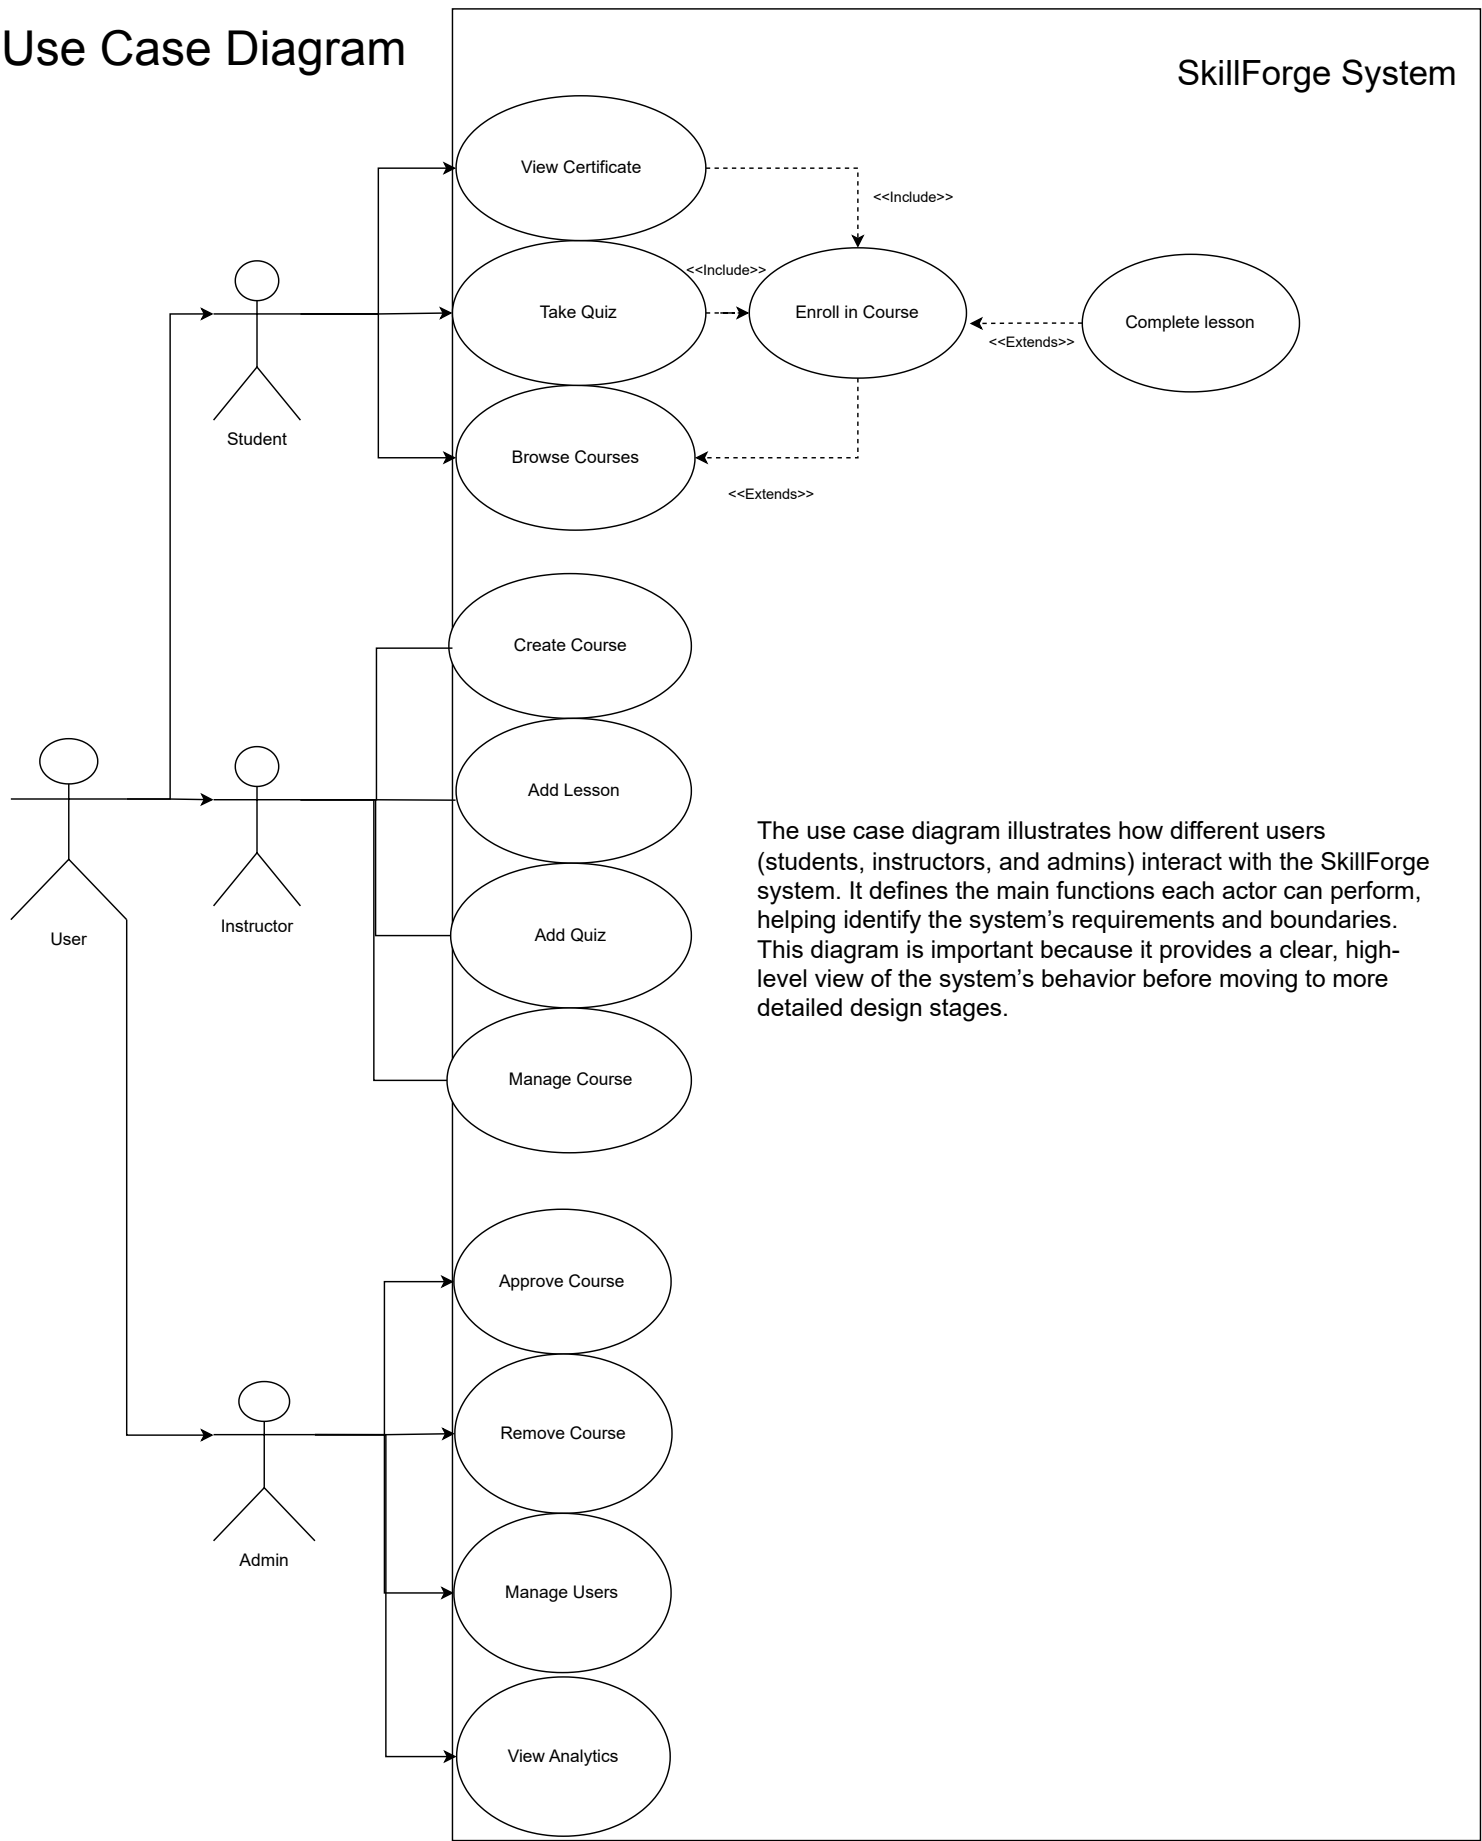 Use Case Diagram
SkillForge System
View Certificate
<<Include>>
Take Quiz
<<Include>>
Enroll in Course
Complete lesson
<<Extends>>
Student
Browse Courses
<<Extends>>
Create Course
Add Lesson
User
Instructor
Add Quiz
Manage Course
The use case diagram illustrates how different users
(students, instructors, and admins) interact with the SkillForge
system. It defines the main functions each actor can perform,
helping identify the system’s requirements and boundaries.
This diagram is important because it provides a clear, high-
level view of the system’s behavior before moving to more
detailed design stages.
Approve Course
Remove Course
Admin
Manage Users
View Analytics